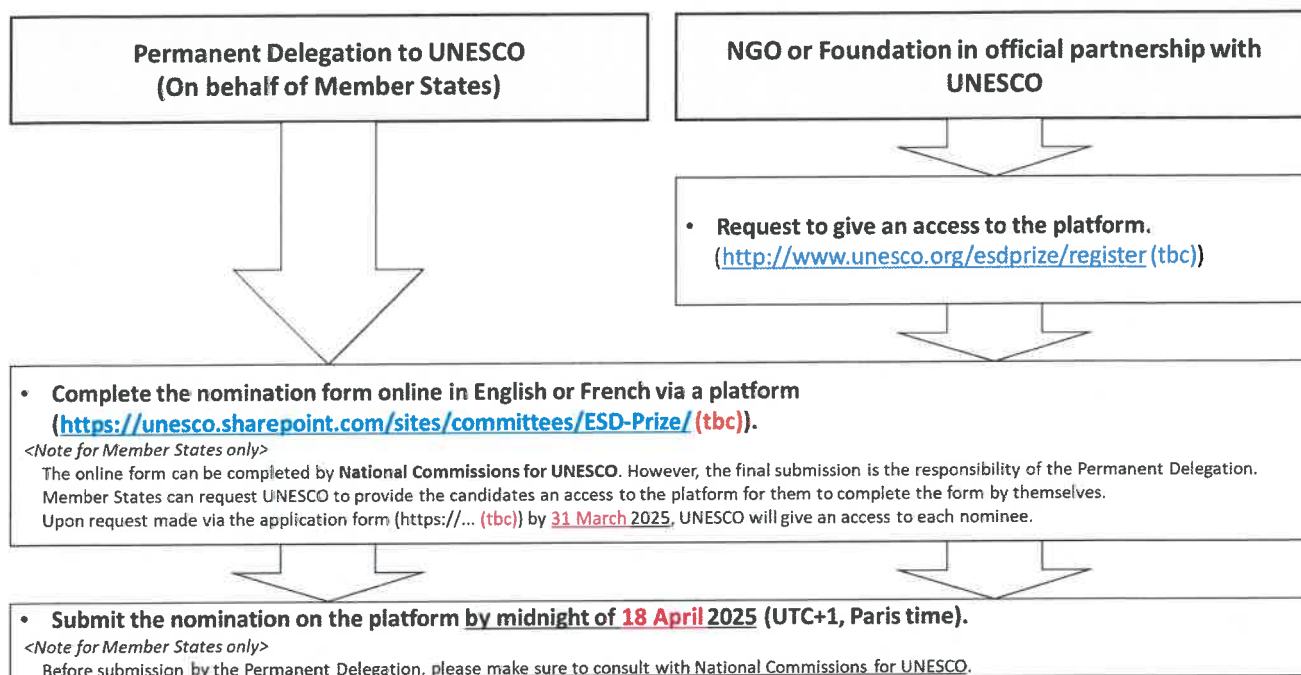 Permanent Delegation to UNESCO
(On behalf of Member States)
NGO or Foundation in official partnership with
UNESCO
• Request to give an access to the platform.
(http://www.unesco.org/esdprize/register (tbc))
• Complete the nomination form online in English or French via a platform
(https://unesco.sharepoint.com/sites/committees/ESD-Prize/ (tbc)).
<Note for Member States only>
The online form can be completed by National Commissions for UNESCO. However, the final submission is the responsibility of the Permanent Delegation.
Member States can request UNESCO to provide the candidates an access to the platform for them to complete the form by themselves.
Upon request made via the application form (https://... (tbc)) by 31 March 2025, UNESCO will give an access to each nominee.
• Submit the nomination on the platform by midnight of 18 April 2025 (UTC+1, Paris time).
<Note for Member States only>
Before submission by the Permanent Delegation, please make sure to consult with National Commissions for UNESCO.